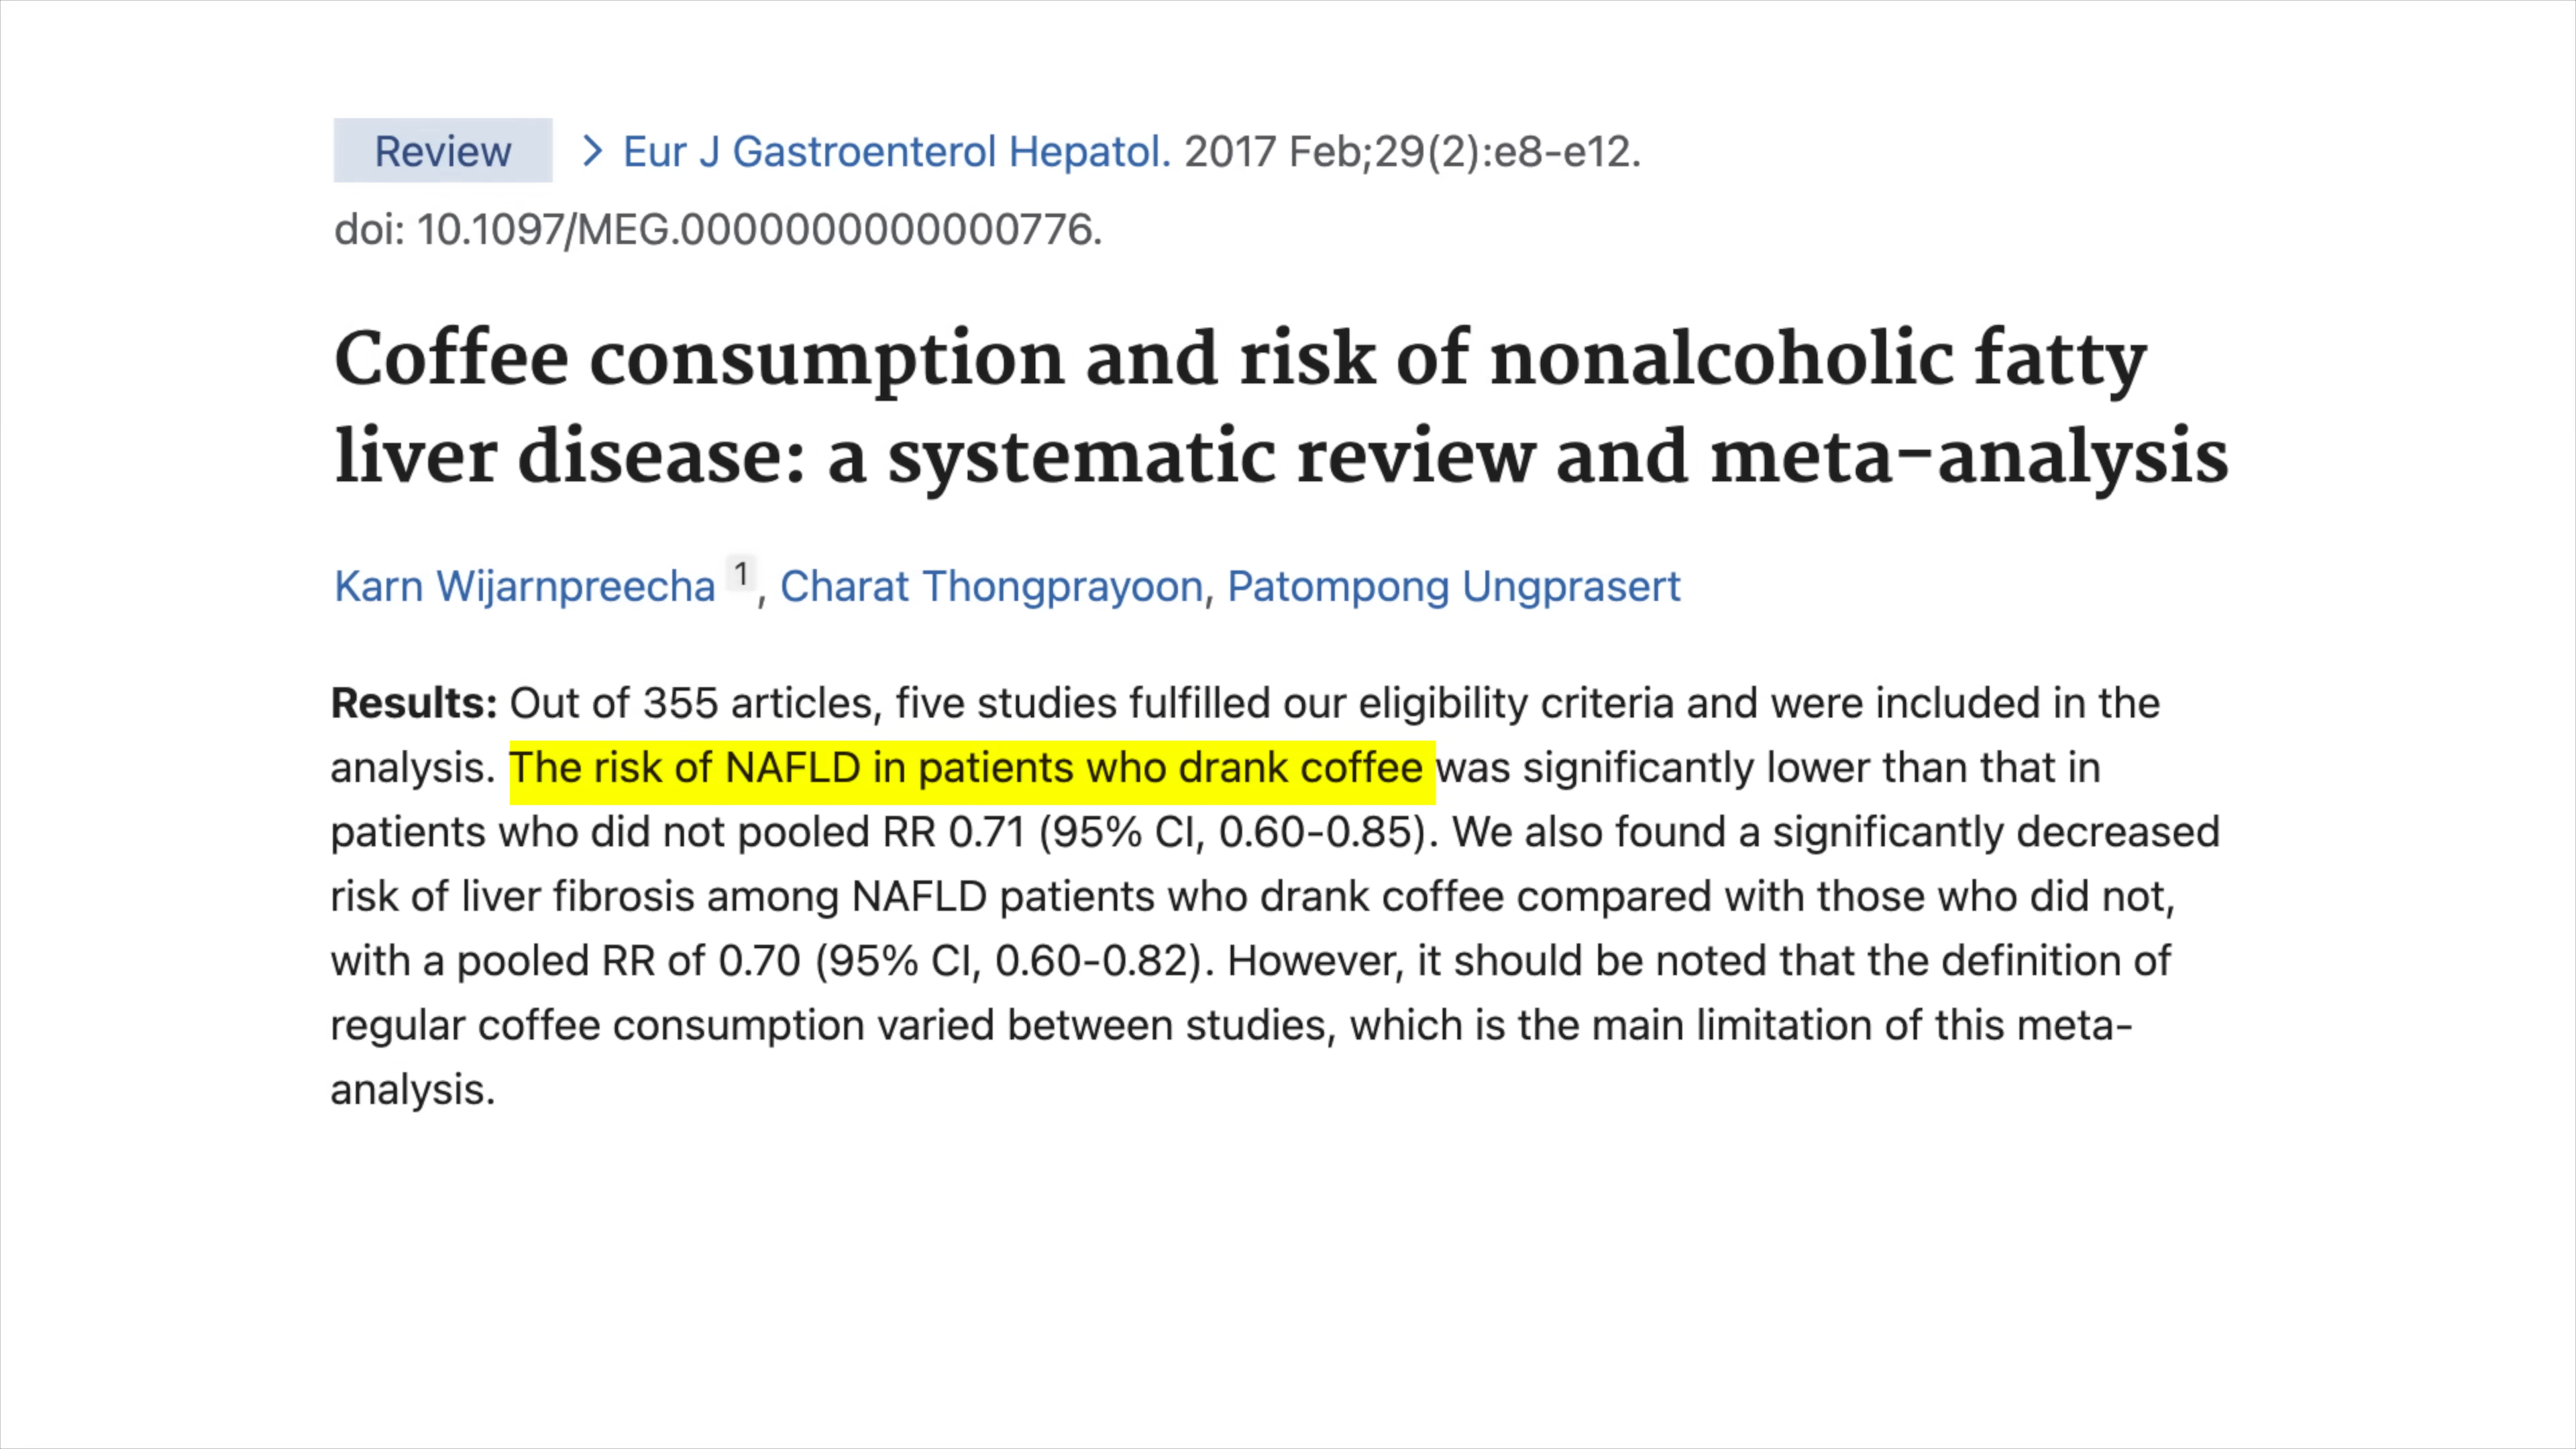 Review > Eur J Gastroenterol Hepatol. 2017 Feb;29(2):e8-e12.
doi: 10.1097/MEG.0000000000000776.
Coffee consumption and risk of nonalcoholic fatty
liver disease: a systematic review and meta-analysis
Karn Wijarnpreecha 1, Charat Thongprayoon, Patompong Ungprasert
Results: Out of 355 articles, five studies fulfilled our eligibility criteria and were included in the
analysis. The risk of NAFLD in patients who drank coffee was significantly lower than that in
patients who did not pooled RR 0.71 (95% CI, 0.60-0.85). We also found a significantly decreased
risk of liver fibrosis among NAFLD patients who drank coffee compared with those who did not,
with a pooled RR of 0.70 (95% CI, 0.60-0.82). However, it should be noted that the definition of
regular coffee consumption varied between studies, which is the main limitation of this meta-
analysis.